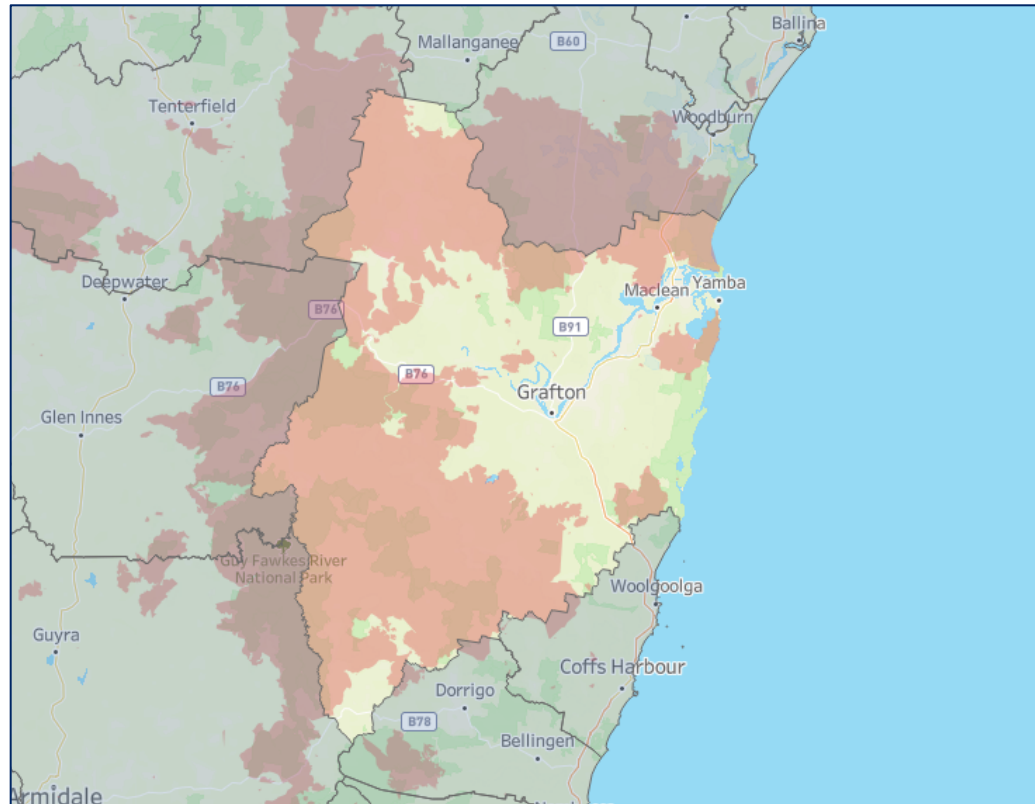 Ballina
Mallanganee
B60
Tenterfield
Woodburn
Deepwater
Maclean
Yamba
B76
B91
B76
B76
Grafton
Glen Innes
Guy Fawkes River
National Park
Woolgoolga
Guyra
Coffs Harbour
Dorrigo
B78
Bellingen
Armidale